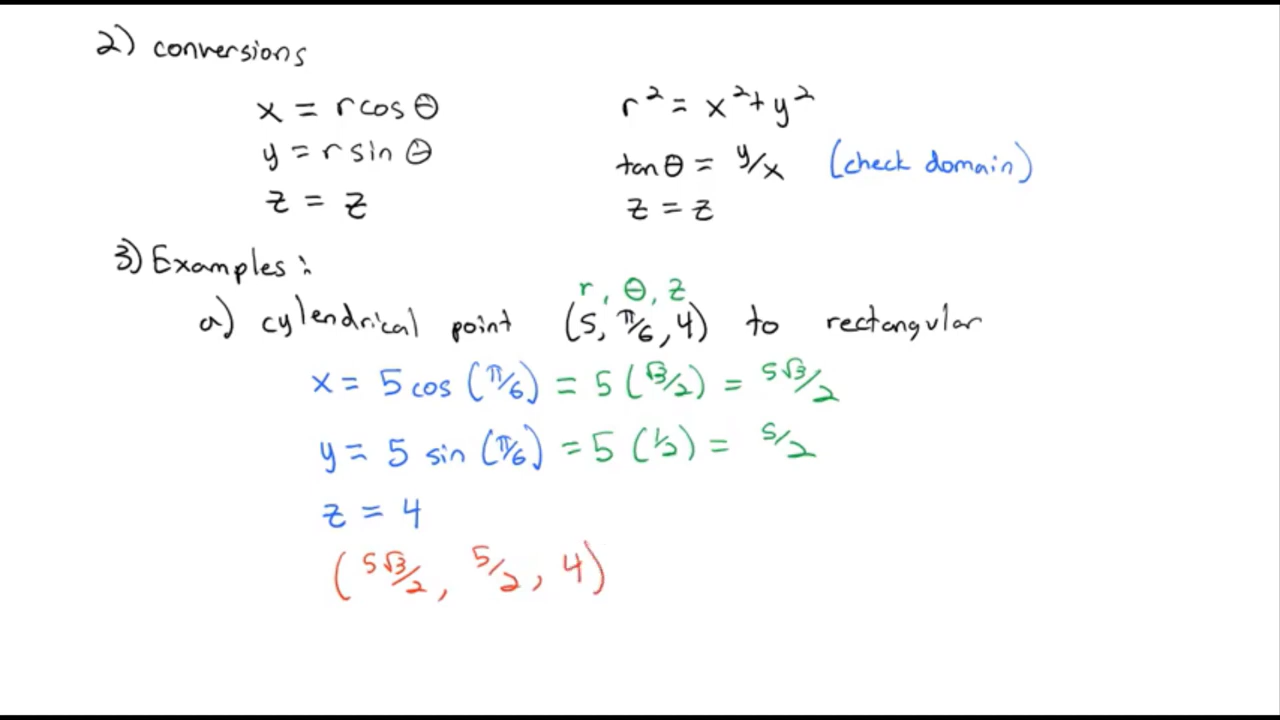 2) conversions
x = r cos θ
y = r sin θ
z = z
r² = x² + y²
tan θ = y/x (check domain)
z = z
3) Examples:
r, θ, z
a) cylendrical point (5, π/6, 4) to rectangular
x = 5 cos (π/6) = 5 (√3/2) = 5√3/2
y = 5 sin (π/6) = 5 (1/2) = 5/2
z = 4
(5√3/2, 5/2, 4)